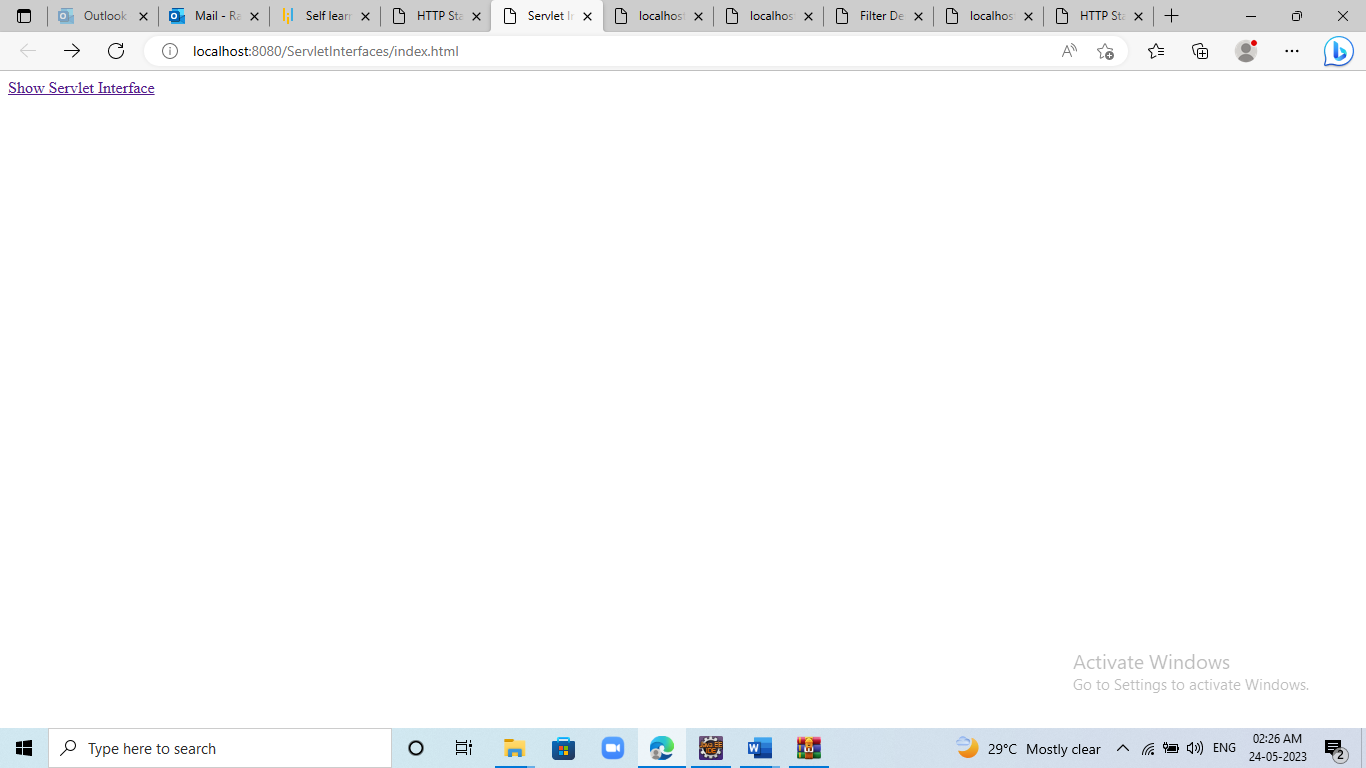 Outlook
Mail - Ra
Self learn
HTTP Sta
Servlet In
localhost
localhost
Filter De
localhost
HTTP Sta
localhost:8080/ServletInterfaces/index.html
Show Servlet Interface
Activate Windows
Go to Settings to activate Windows.
Type here to search
29°C Mostly clear
ENG
02:26 AM
24-05-2023
2